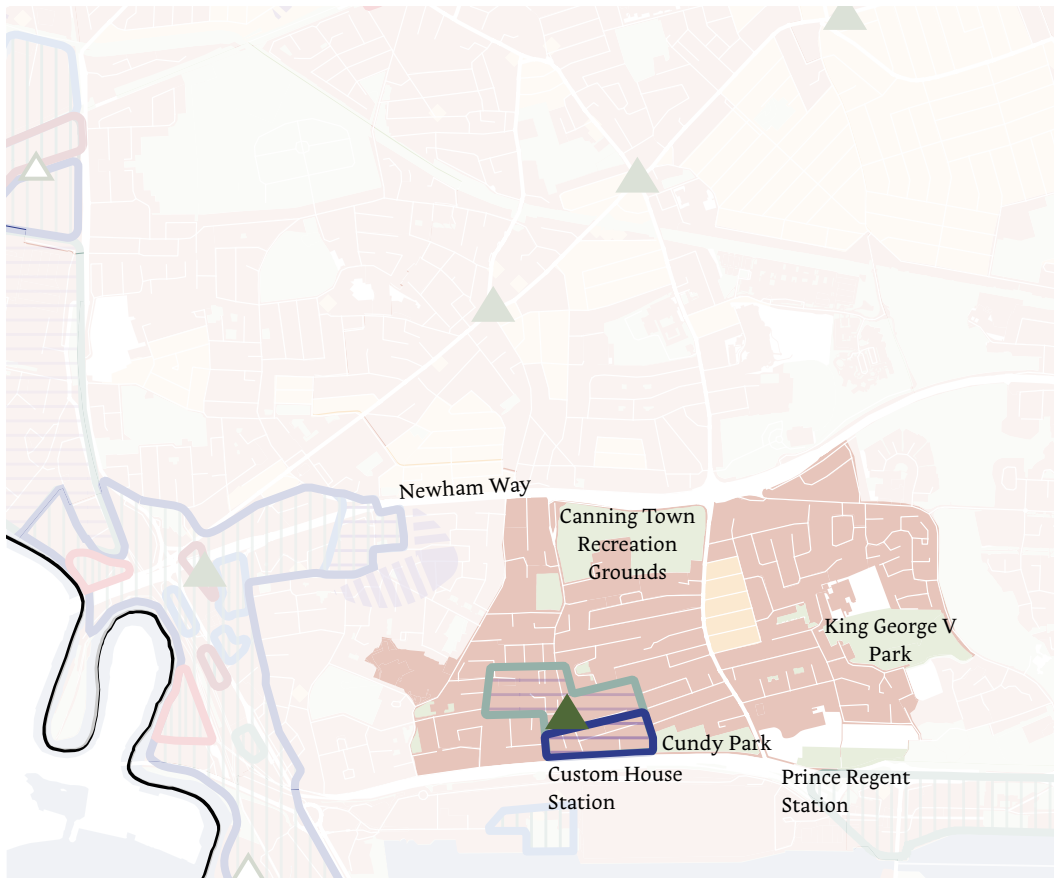 Newham Way
Canning Town
Recreation
Grounds
King George V
Park
Cundy Park
Custom House
Station
Prince Regent
Station